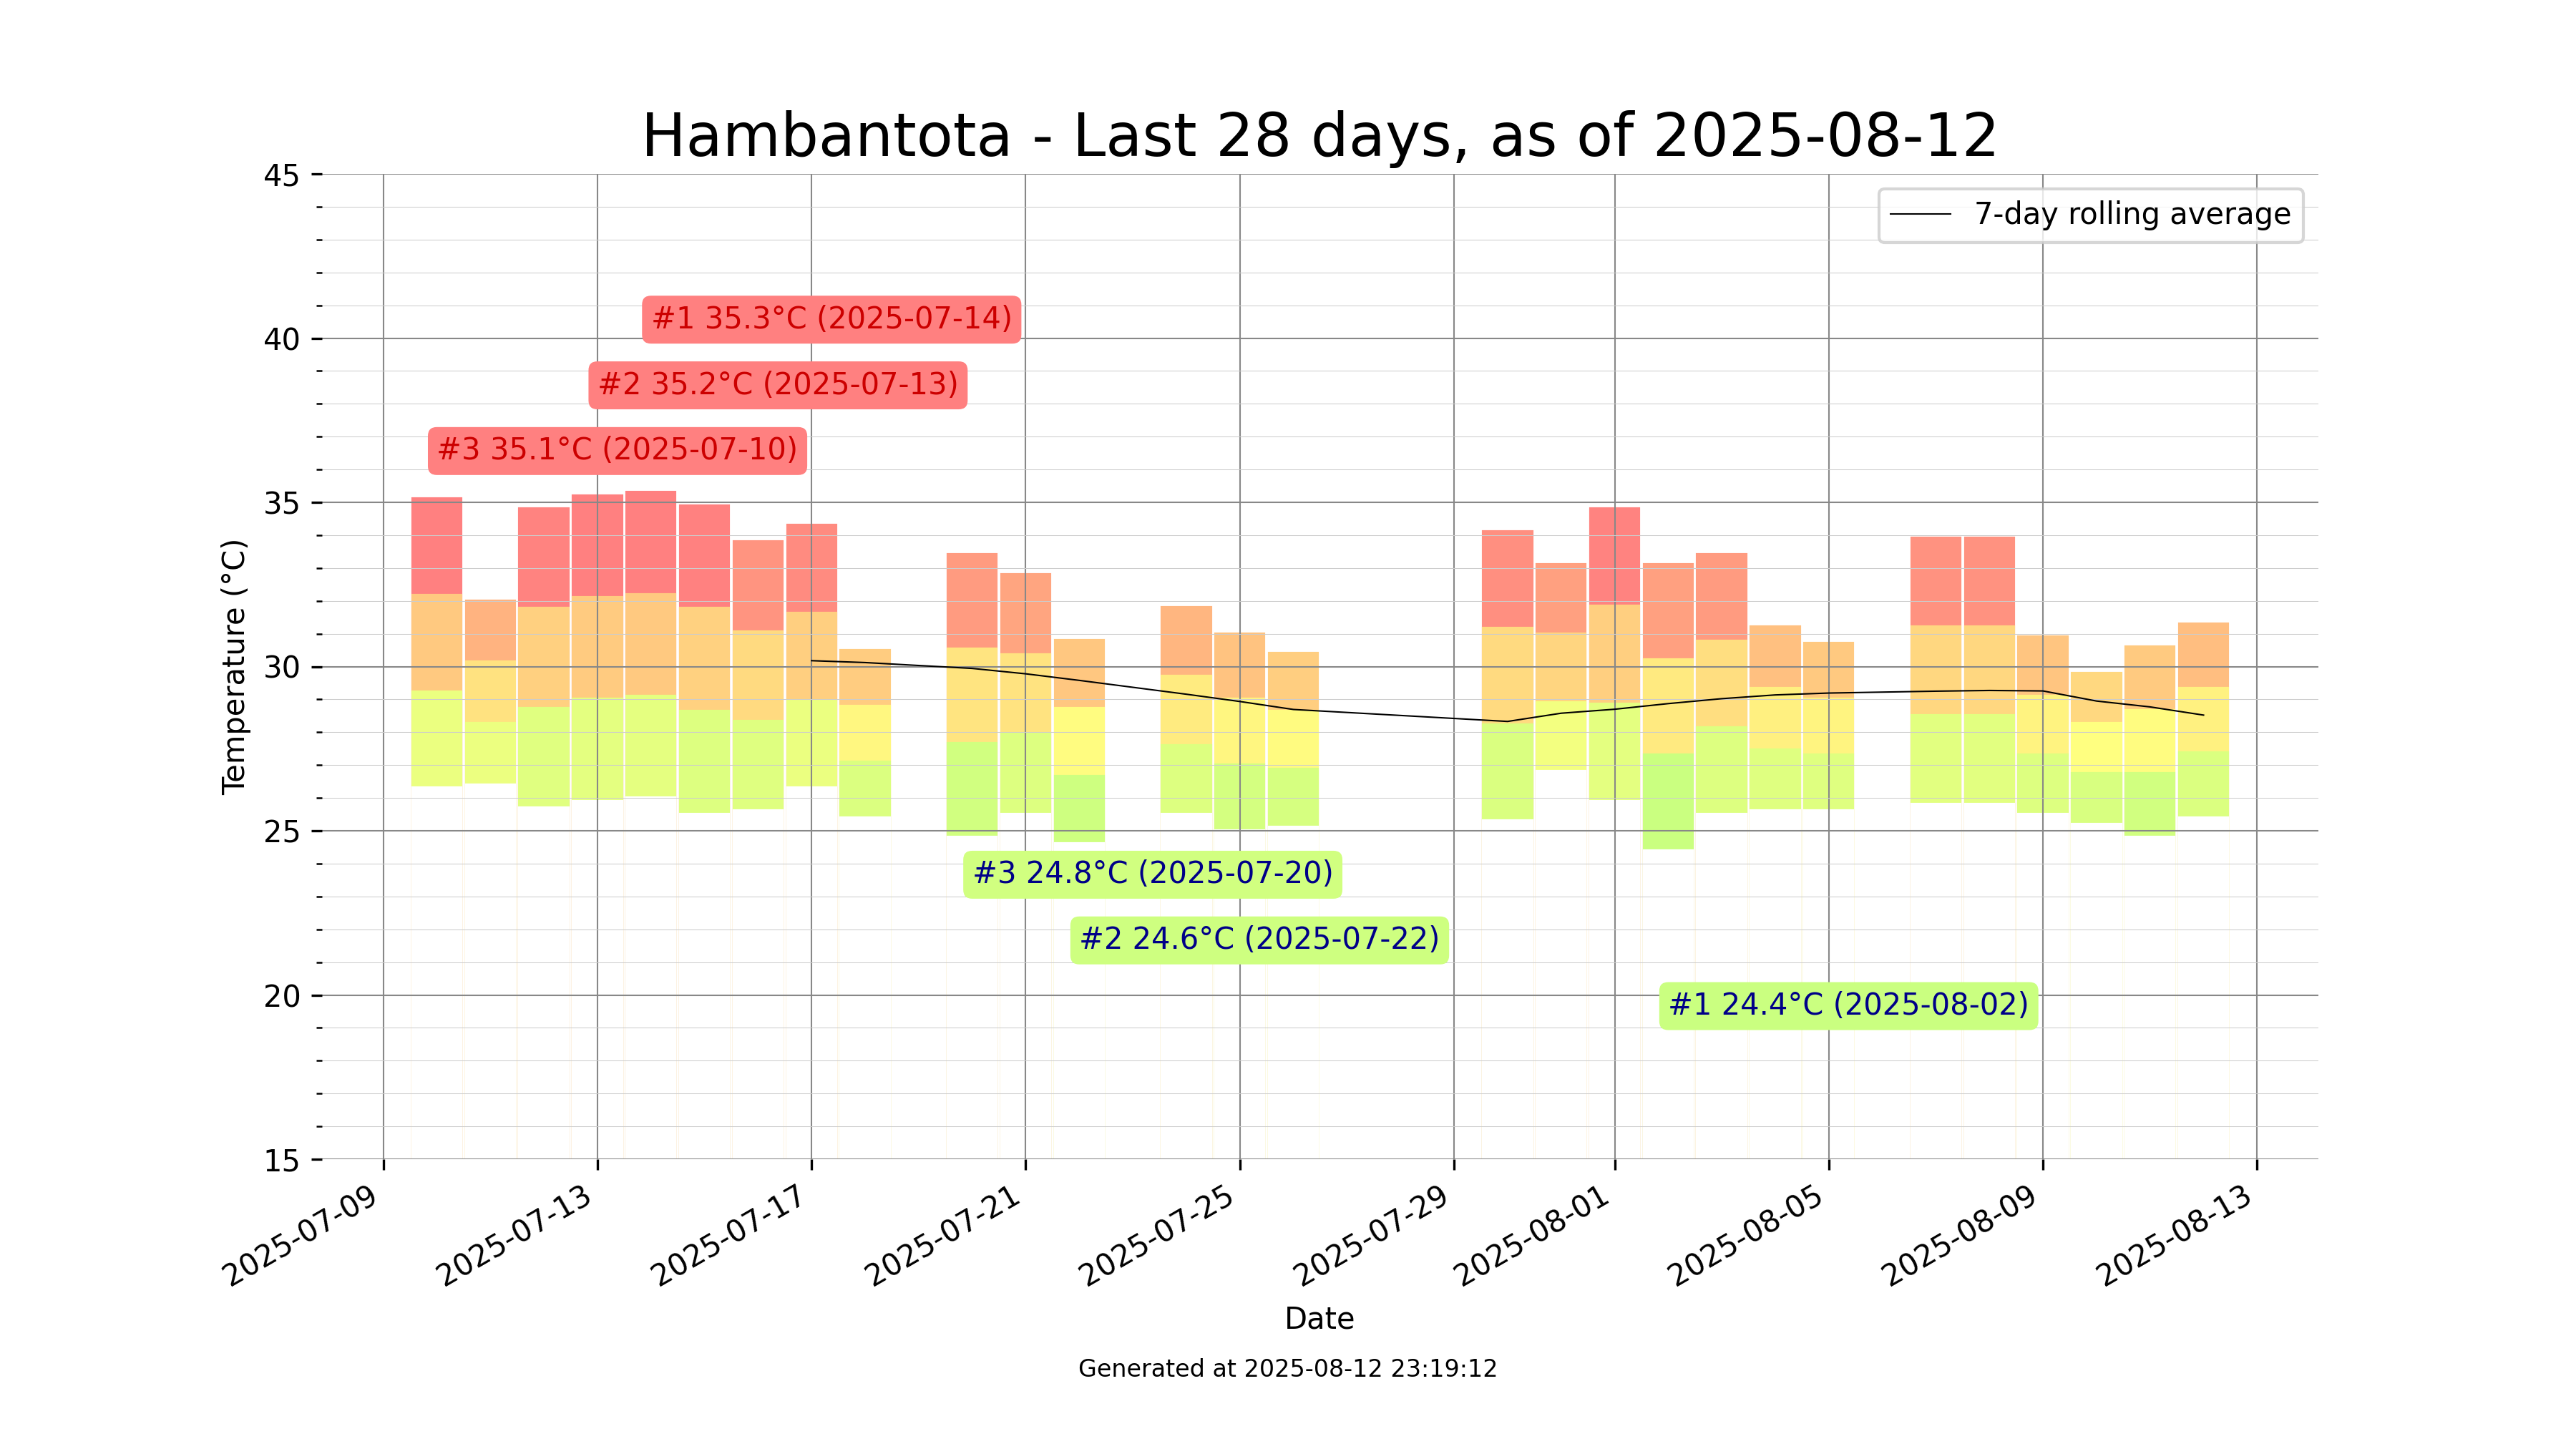 Hambantota - Last 28 days, as of 2025-08-12
45
7-day rolling average
#1 35.3°C (2025-07-14)
40
#2 35.2°C (2025-07-13)
#3 35.1°C (2025-07-10)
35
Temperature (°C)
30
25
#3 24.8°C (2025-07-20)
#2 24.6°C (2025-07-22)
20
#1 24.4°C (2025-08-02)
15
2025-07-09
2025-07-13
2025-07-17
2025-07-21
2025-07-25
2025-07-29
2025-08-01
2025-08-05
2025-08-09
2025-08-13
Date
Generated at 2025-08-12 23:19:12